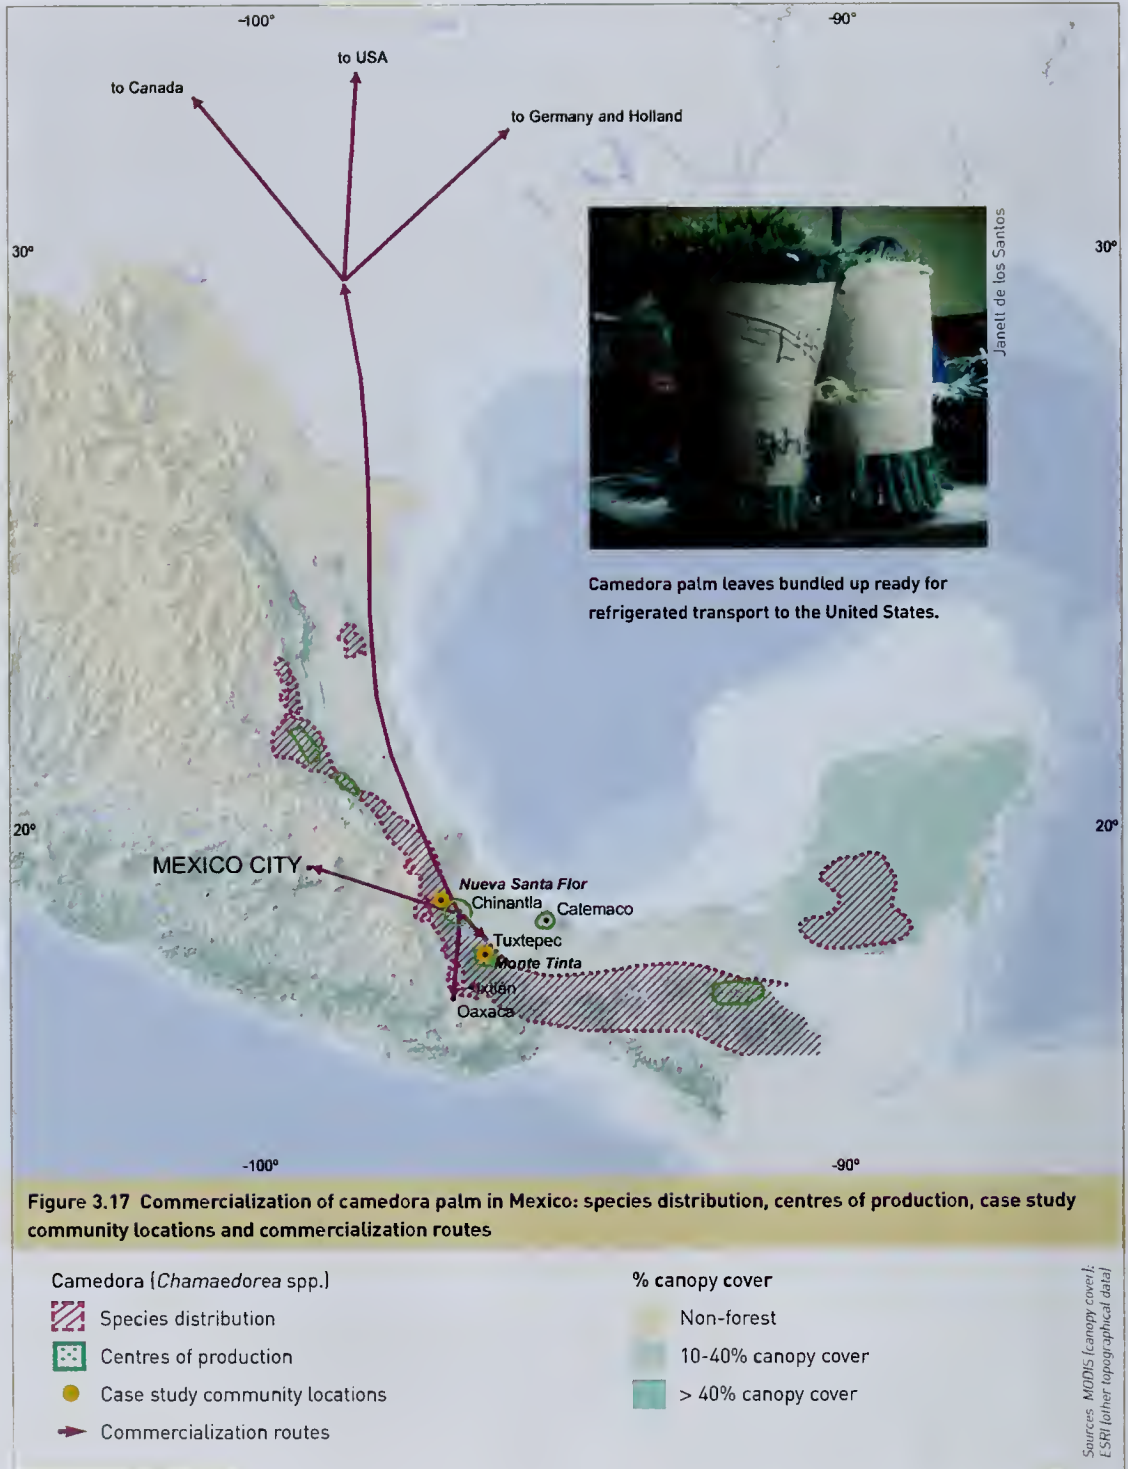 -100°
-90°
to USA
to Canada
to Germany and Holland
30°
30°
Janett de los Santos
Camedora palm leaves bundled up ready for
refrigerated transport to the United States.
20°
20°
MEXICO CITY
Nueva Santa Flor
Chinantla
Catemaco
Tuxtepec
Monte Tinta
Ixtlán
Oaxaca
-100°
-90°
Figure 3.17 Commercialization of camedora palm in Mexico: species distribution, centres of production, case study
community locations and commercialization routes
Camedora (Chamaedorea spp.)
Species distribution
Centres of production
Case study community locations
Commercialization routes
% canopy cover
Non-forest
10-40% canopy cover
> 40% canopy cover
Sources MODIS (canopy cover);
ESRI (other topographical data)